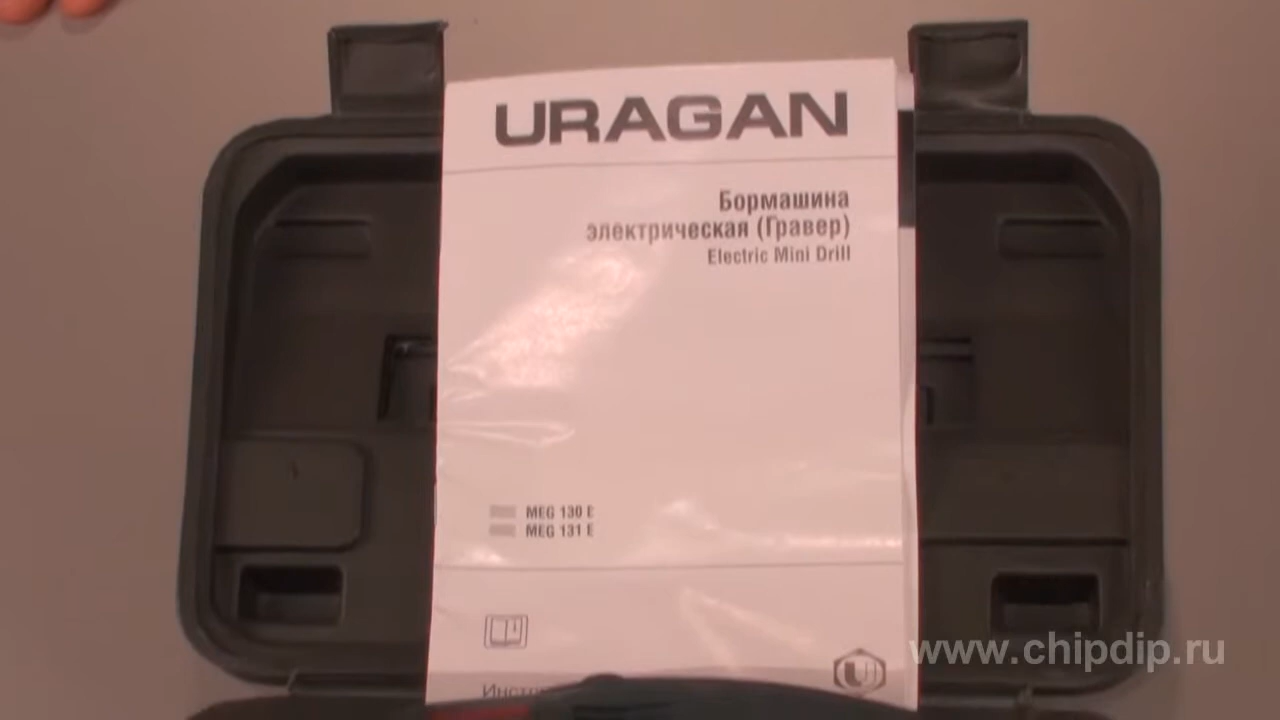 URAGAN
Бормашина
электрическая (Гравер)
Electric Mini Drill
MEG 130 E
MEG 131 E
www.chipdip.ru